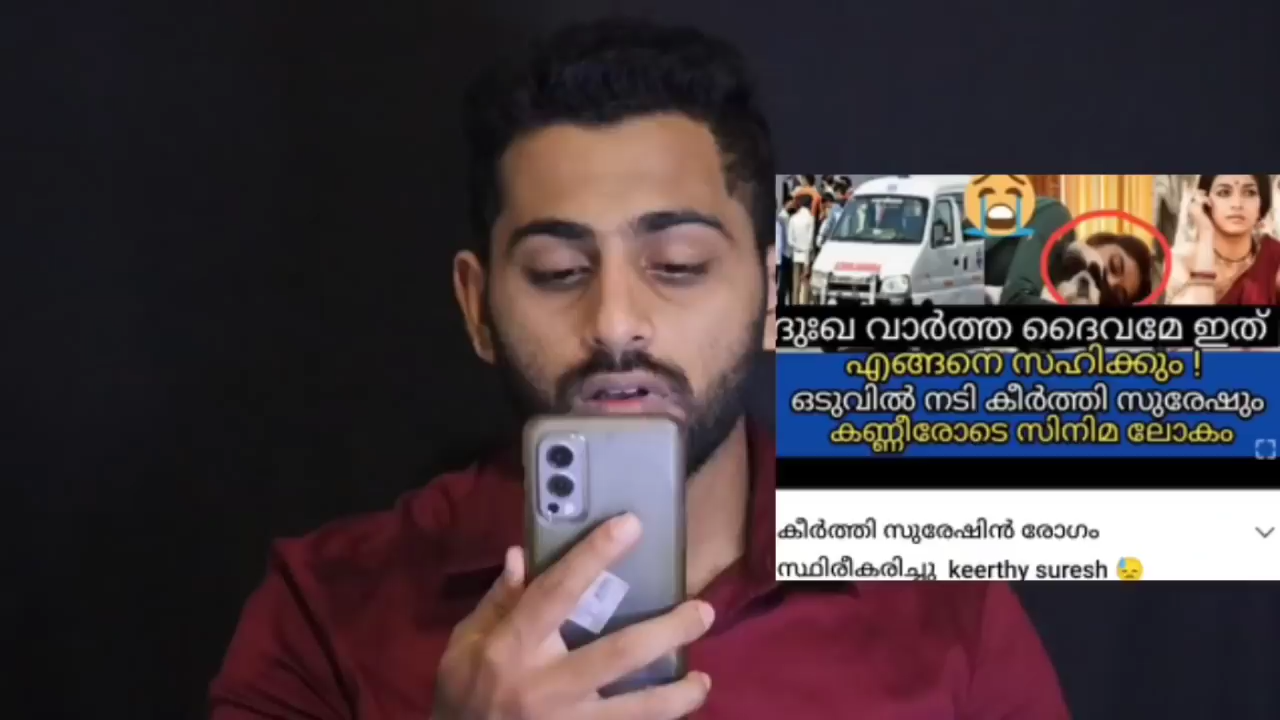 ദുഃഖ വാർത്ത ദൈവമേ ഇത്
എങ്ങനെ സഹിക്കും !
ഒടുവിൽ നടി കീർത്തി സുരേഷും
കണ്ണീരോടെ സിനിമ ലോകം
കീർത്തി സുരേഷിൻ രോഗം
സ്ഥിരീകരിച്ചു keerthy suresh 😓